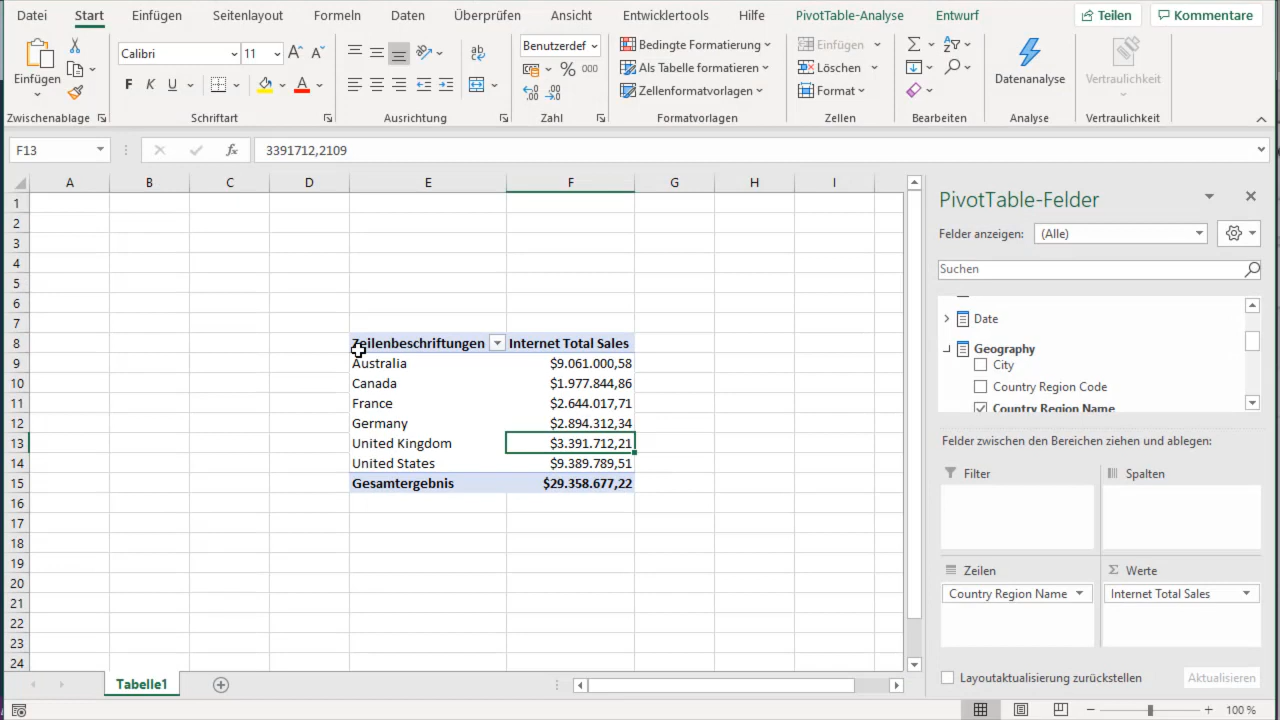 Datei Start Einfügen Seitenlayout Formeln Daten Überprüfen Ansicht Entwicklertools Hilfe PivotTable-Analyse Entwurf Teilen Kommentare
Einfügen
Zwischenablage
Calibri 11
F K U A
Schriftart
Ausrichtung
Benutzerdef
% 000
Zahl
Bedingte Formatierung
Als Tabelle formatieren
Zellenformatvorlagen
Formatvorlagen
Einfügen
Löschen
Format
Zellen
Bearbeiten
Datenanalyse
Analyse
Vertraulichkeit
Vertraulichkeit
F13 fx 3391712,2109
A B C D E F G H I
1
2
3
4
5
6
7
8 Zeilenbeschriftungen Internet Total Sales
9 Australia $9.061.000,58
10 Canada $1.977.844,86
11 France $2.644.017,71
12 Germany $2.894.312,34
13 United Kingdom $3.391.712,21
14 United States $9.389.789,51
15 Gesamtergebnis $29.358.677,22
16
17
18
19
20
21
22
23
24
Tabelle1
PivotTable-Felder
Felder anzeigen: (Alle)
Suchen
Date
Geography
City
Country Region Code
Country Region Name
Felder zwischen den Bereichen ziehen und ablegen:
Filter Spalten
Zeilen Σ Werte
Country Region Name Internet Total Sales
Layoutaktualisierung zurückstellen Aktualisieren
100 %